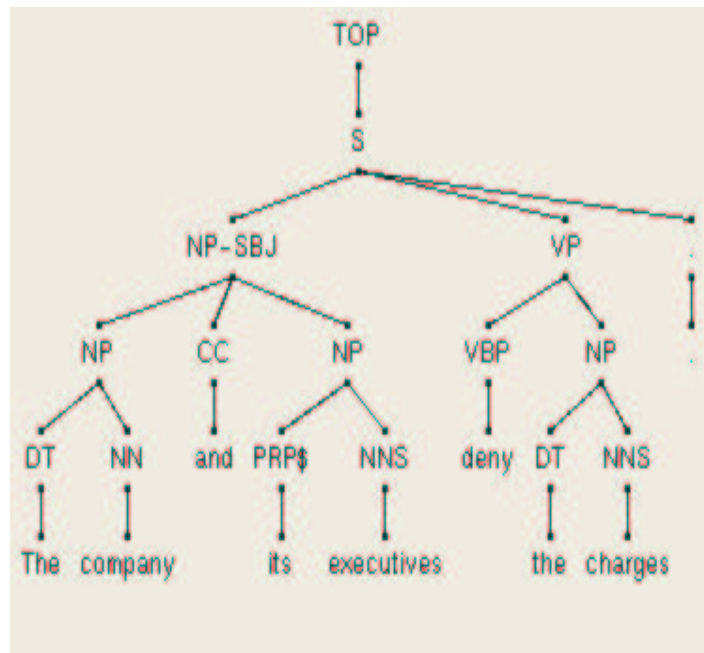 TOP
S
NP-SBJ VP .
NP CC NP VBP NP .
DT NN and PRP$ NNS deny DT NNS
The company its executives the charges